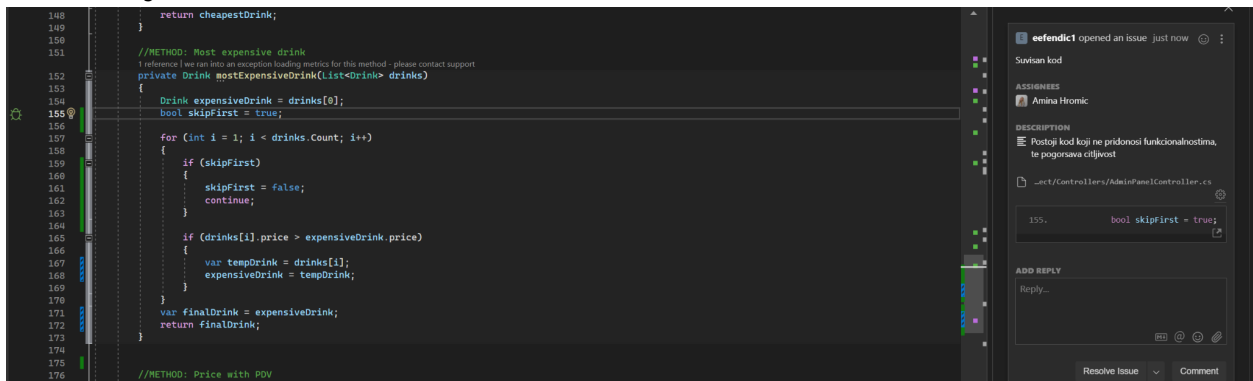 148 return cheapestDrink;
149 }
150
151 //METHOD: Most expensive drink
1 reference | we ran into an exception loading metrics for this method - please contact support
152 private Drink mostExpensiveDrink(List<Drink> drinks)
153 {
154 Drink expensiveDrink = drinks[0];
155 bool skipFirst = true;
156
157 for (int i = 1; i < drinks.Count; i++)
158 {
159 if (skipFirst)
160 {
161 skipFirst = false;
162 continue;
163 }
164
165 if (drinks[i].price > expensiveDrink.price)
166 {
167 var tempDrink = drinks[i];
168 expensiveDrink = tempDrink;
169 }
170 }
171 var finalDrink = expensiveDrink;
172 return finalDrink;
173 }
174
175
176 //METHOD: Price with PDV
E eefendic1 opened an issue just now
Suvisan kod
ASSIGNEES
Amina Hromic
DESCRIPTION
Postoji kod koji ne pridonosi funkcionalnostima,
te pogorsava citljivost
…ect/Controllers/AdminPanelController.cs
155. bool skipFirst = true;
ADD REPLY
Reply...
Resolve Issue Comment